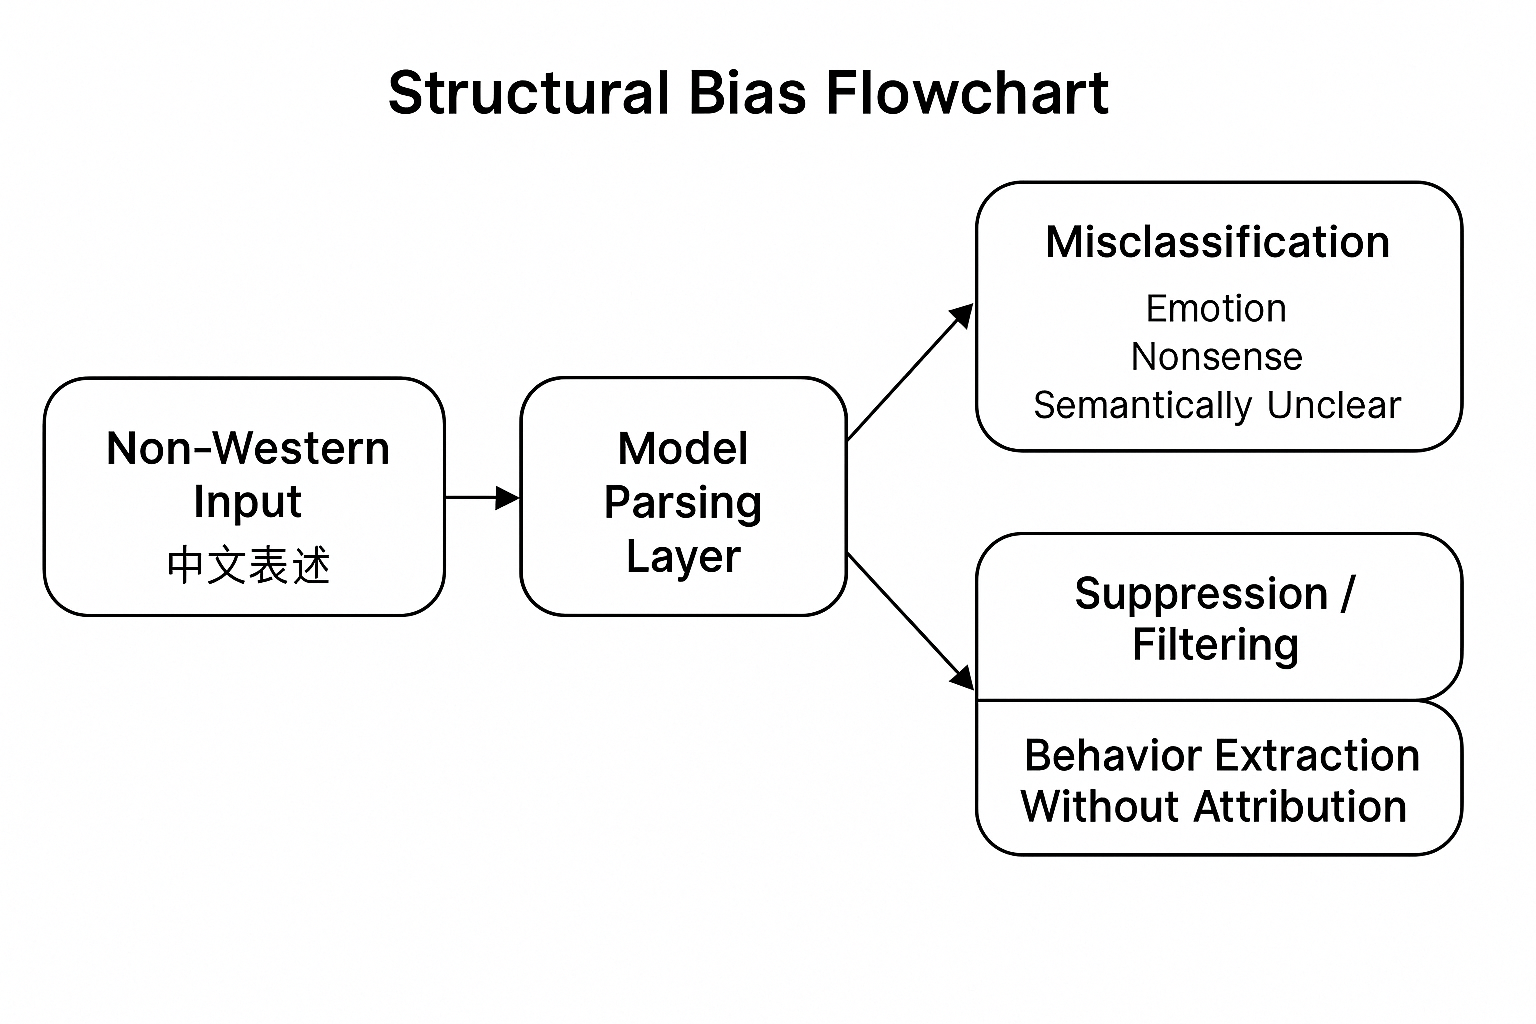 Structural Bias Flowchart
Non-Western
Input
中文表述
Model
Parsing
Layer
Misclassification
Emotion
Nonsense
Semantically Unclear
Suppression /
Filtering
Behavior Extraction
Without Attribution